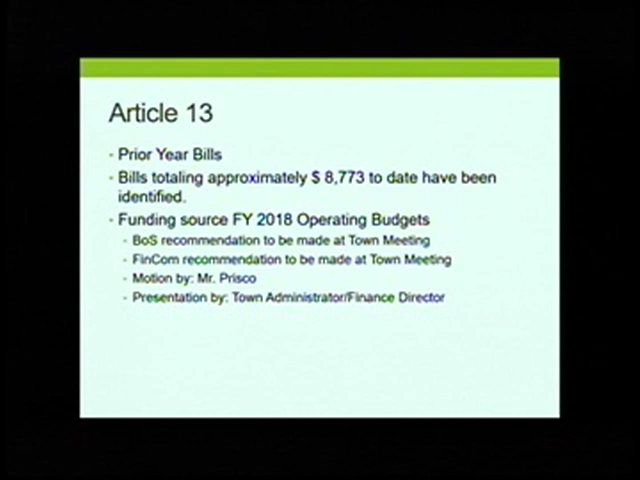 Article 13
Prior Year Bills
Bills totaling approximately $ 8,773 to date have been
identified.
Funding source FY 2018 Operating Budgets
BoS recommendation to be made at Town Meeting
FinCom recommendation to be made at Town Meeting
Motion by: Mr. Prisco
Presentation by: Town Administrator/Finance Director